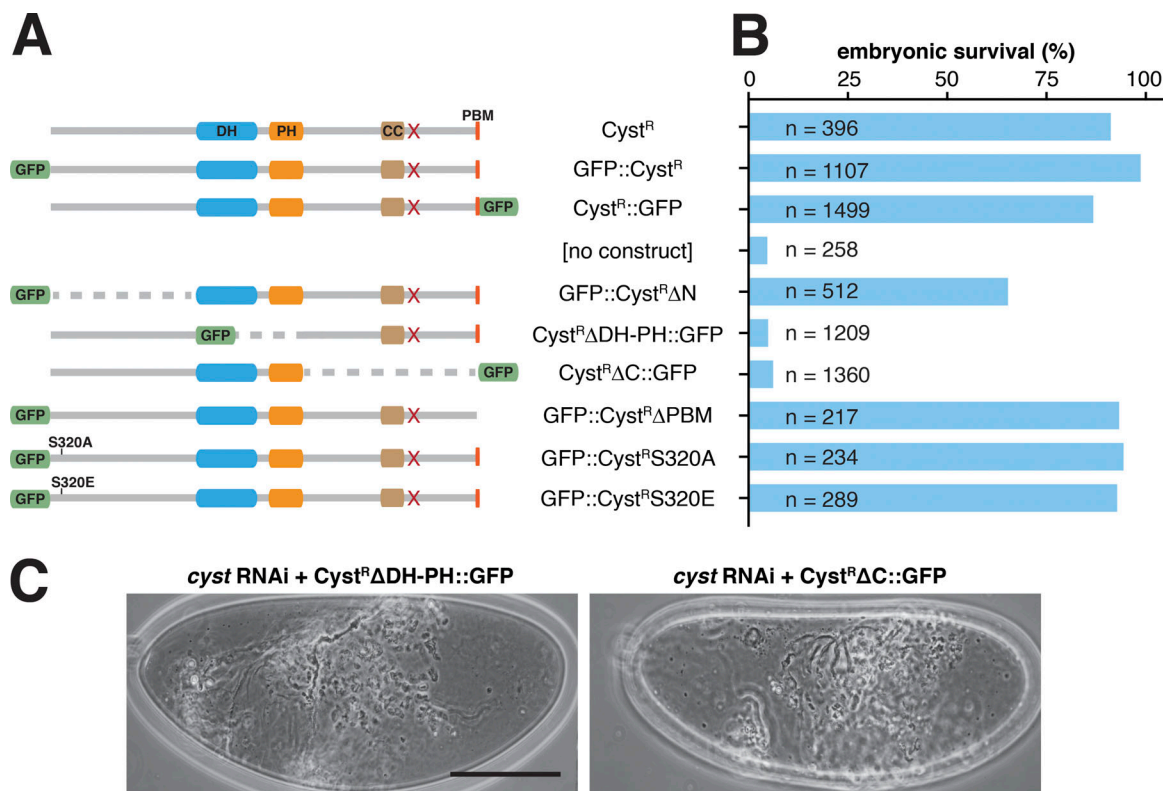 A
B
embryonic survival (%)
0 25 50 75 100
PBM
DH PH CC X Cystᴿ n = 396
GFP X GFP::Cystᴿ n = 1107
X GFP Cystᴿ::GFP n = 1499
[no construct] n = 258
GFP X GFP::CystᴿΔN n = 512
GFP X CystᴿΔDH-PH::GFP n = 1209
GFP CystᴿΔC::GFP n = 1360
GFP X GFP::CystᴿΔPBM n = 217
S320A
GFP X GFP::CystᴿS320A n = 234
S320E
GFP X GFP::CystᴿS320E n = 289
C
cyst RNAi + CystᴿΔDH-PH::GFP
cyst RNAi + CystᴿΔC::GFP